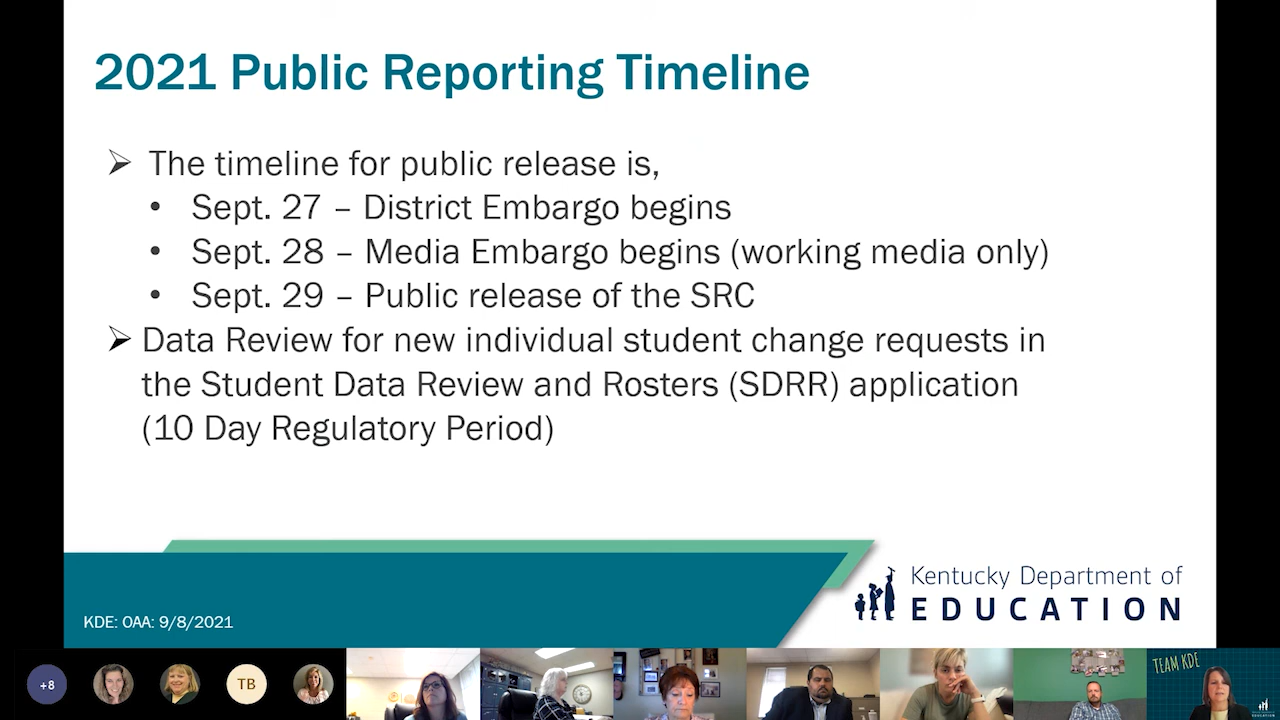 2021 Public Reporting Timeline
➢ The timeline for public release is,
• Sept. 27 – District Embargo begins
• Sept. 28 – Media Embargo begins (working media only)
• Sept. 29 – Public release of the SRC
➢ Data Review for new individual student change requests in
the Student Data Review and Rosters (SDRR) application
(10 Day Regulatory Period)
Kentucky Department of
EDUCATION
KDE: OAA: 9/8/2021
+8
TB
TEAM KDE
EDUCATION